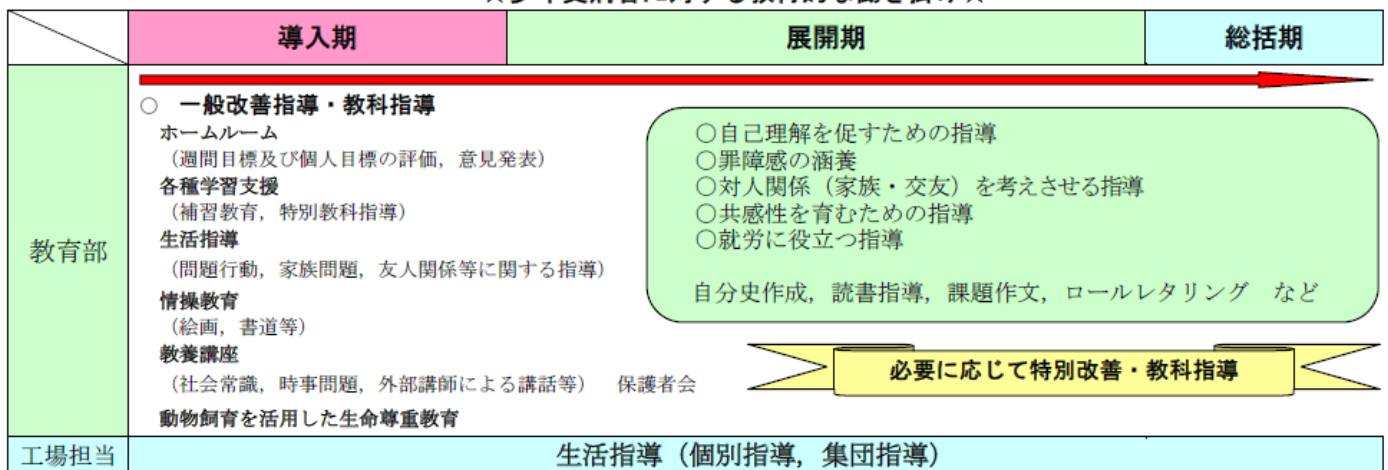 導入期 展開期 総括期
教育部
○ 一般改善指導・教科指導
ホームルーム
（週間目標及び個人目標の評価，意見発表）
各種学習支援
（補習教育，特別教科指導）
生活指導
（問題行動，家族問題，友人関係等に関する指導）
情操教育
（絵画，書道等）
教養講座
（社会常識，時事問題，外部講師による講話等） 保護者会
動物飼育を活用した生命尊重教育
○自己理解を促すための指導
○罪障感の涵養
○対人関係（家族・交友）を考えさせる指導
○共感性を育むための指導
○就労に役立つ指導
自分史作成，読書指導，課題作文，ロールレタリング など
必要に応じて特別改善・教科指導
工場担当 生活指導（個別指導，集団指導）